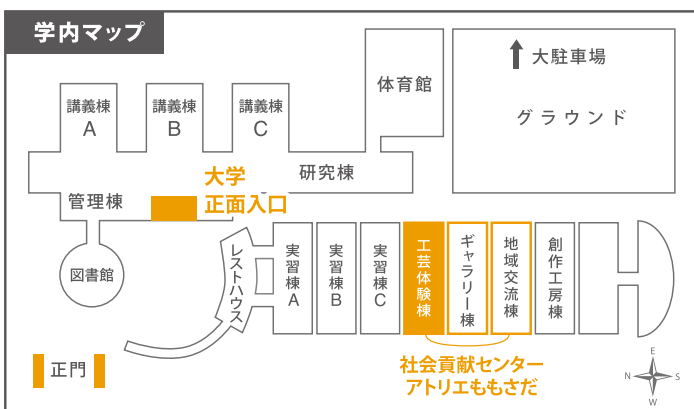 学内マップ
講義棟
A
講義棟
B
講義棟
C
体育館
大駐車場
グラウンド
研究棟
管理棟
大学
正面入口
図書館
レストハウス
実習棟A
実習棟B
実習棟C
工芸体験棟
ギャラリー棟
地域交流棟
創作工房棟
正門
社会貢献センター
アトリエももさだ
E
N
S
W